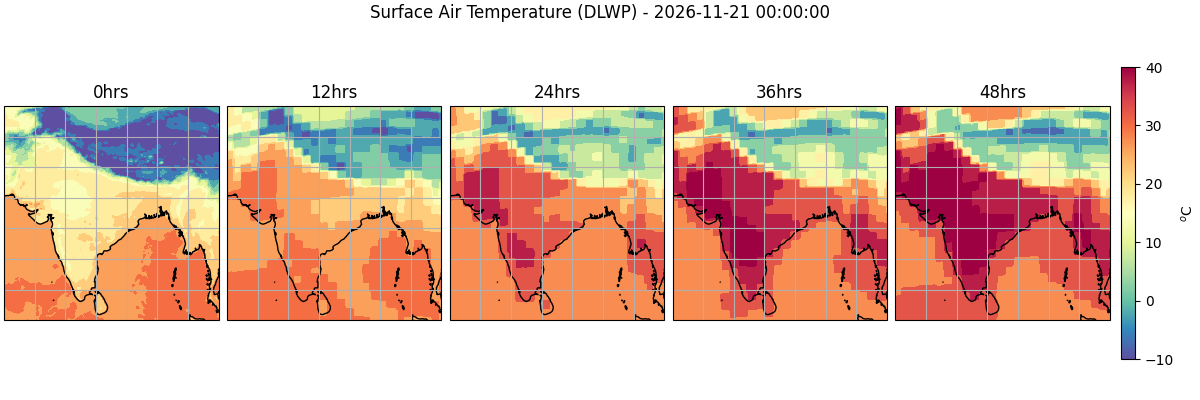 Surface Air Temperature (DLWP) - 2026-11-21 00:00:00
0hrs
12hrs
24hrs
36hrs
48hrs
40
30
20
10
0
−10
°C